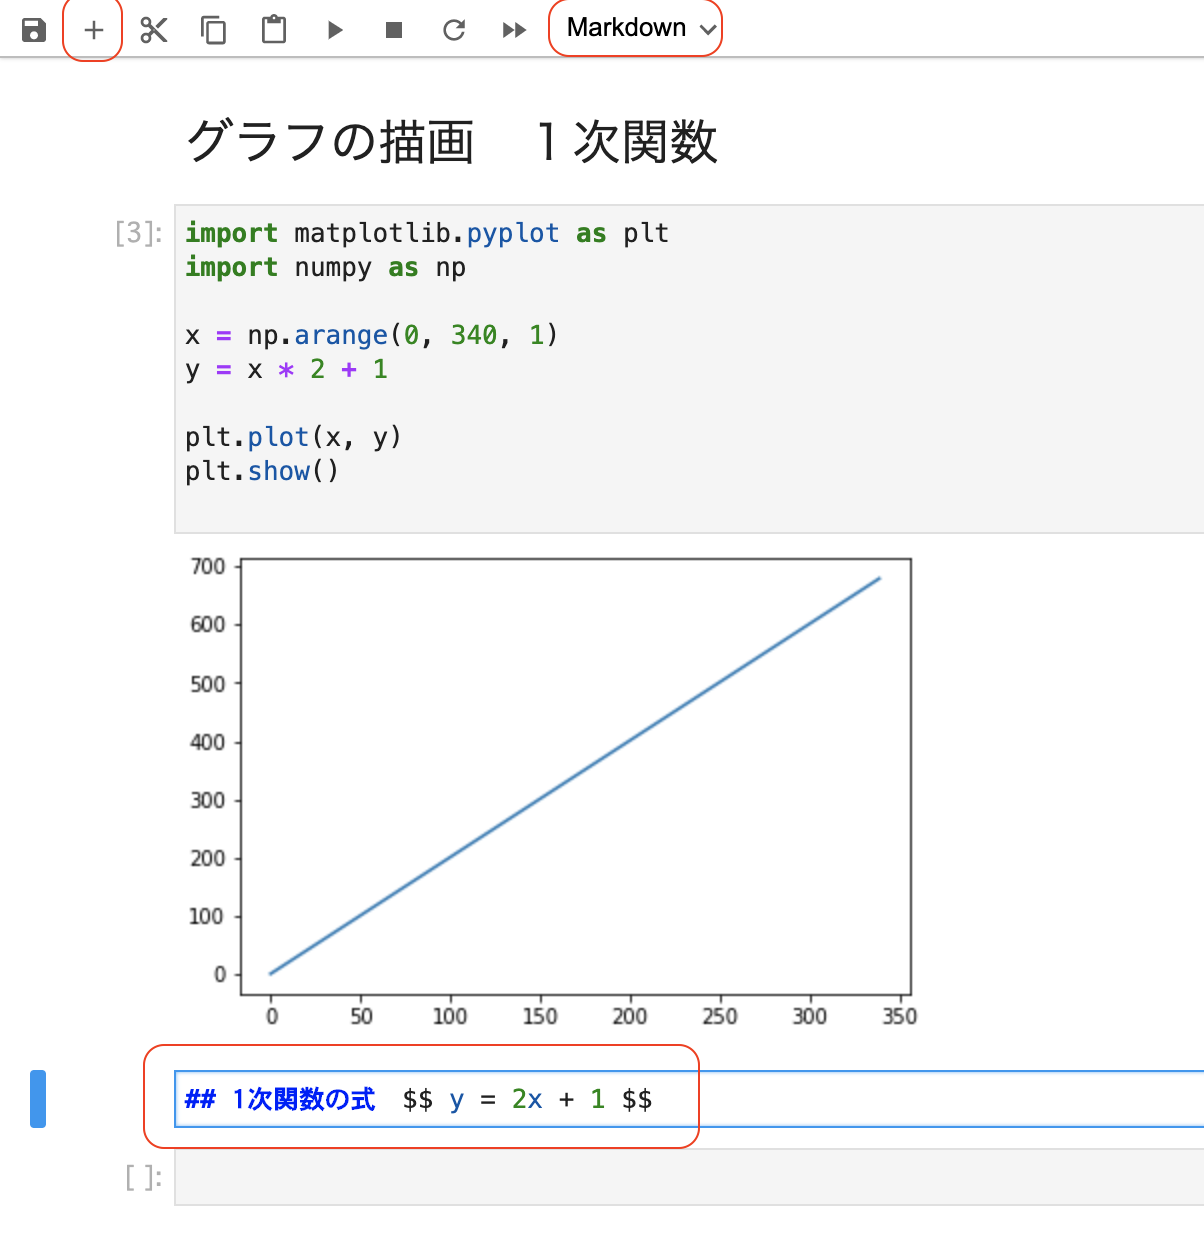 Markdown
グラフの描画　1 次関数
[3]:
import matplotlib.pyplot as plt
import numpy as np
x = np.arange(0, 340, 1)
y = x * 2 + 1
plt.plot(x, y)
plt.show()
700
600
500
400
300
200
100
0
0 50 100 150 200 250 300 350
## 1次関数の式　$$ y = 2x + 1 $$
[ ]: